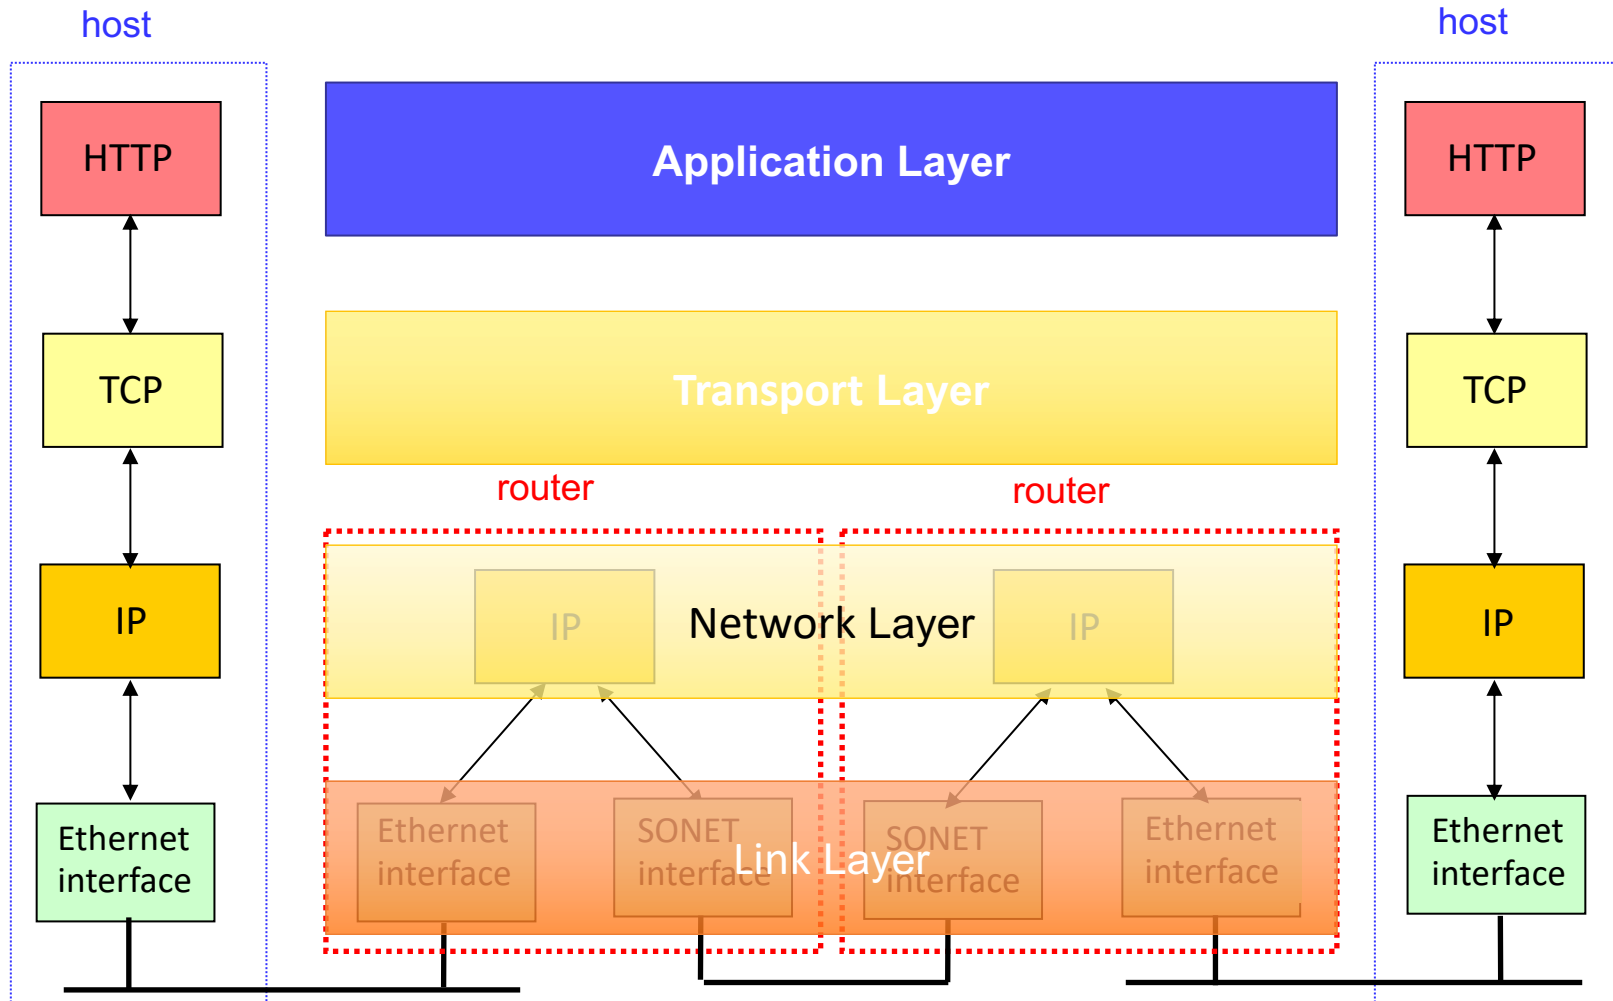 host
host
HTTP
Application Layer
HTTP
TCP
Transport Layer
TCP
router
router
IP
IP
Network Layer
IP
IP
Ethernet
interface
Ethernet
interface
SONET
interface
Link Layer
SONET
interface
Ethernet
interface
Ethernet
interface